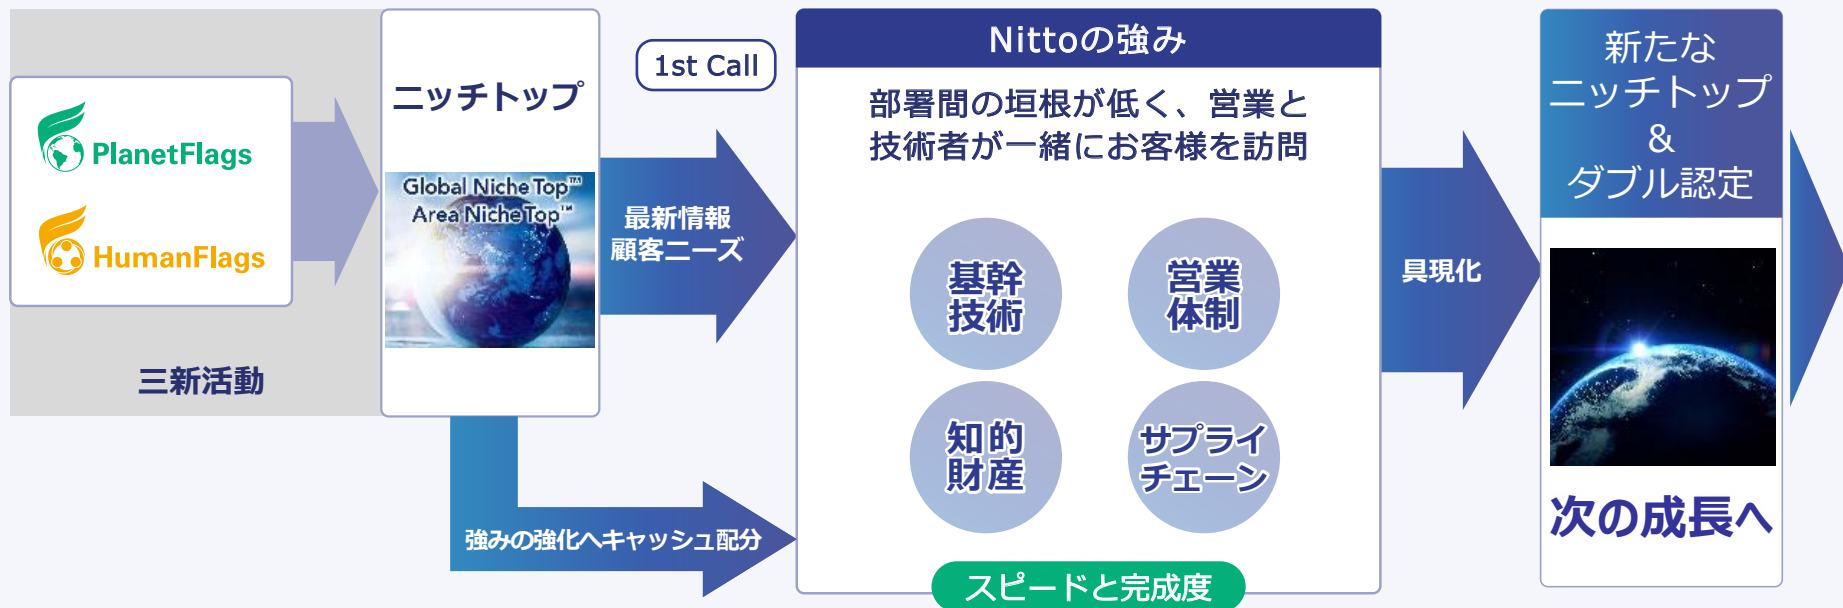 PlanetFlags
HumanFlags
三新活動
ニッチトップ
Global Niche Top™
Area Niche Top™
1st Call
最新情報
顧客ニーズ
強みの強化へキャッシュ配分
Nittoの強み
部署間の垣根が低く、営業と
技術者が一緒にお客様を訪問
基幹
技術
営業
体制
知的
財産
サプライ
チェーン
スピードと完成度
具現化
新たな
ニッチトップ
&
ダブル認定
次の成長へ